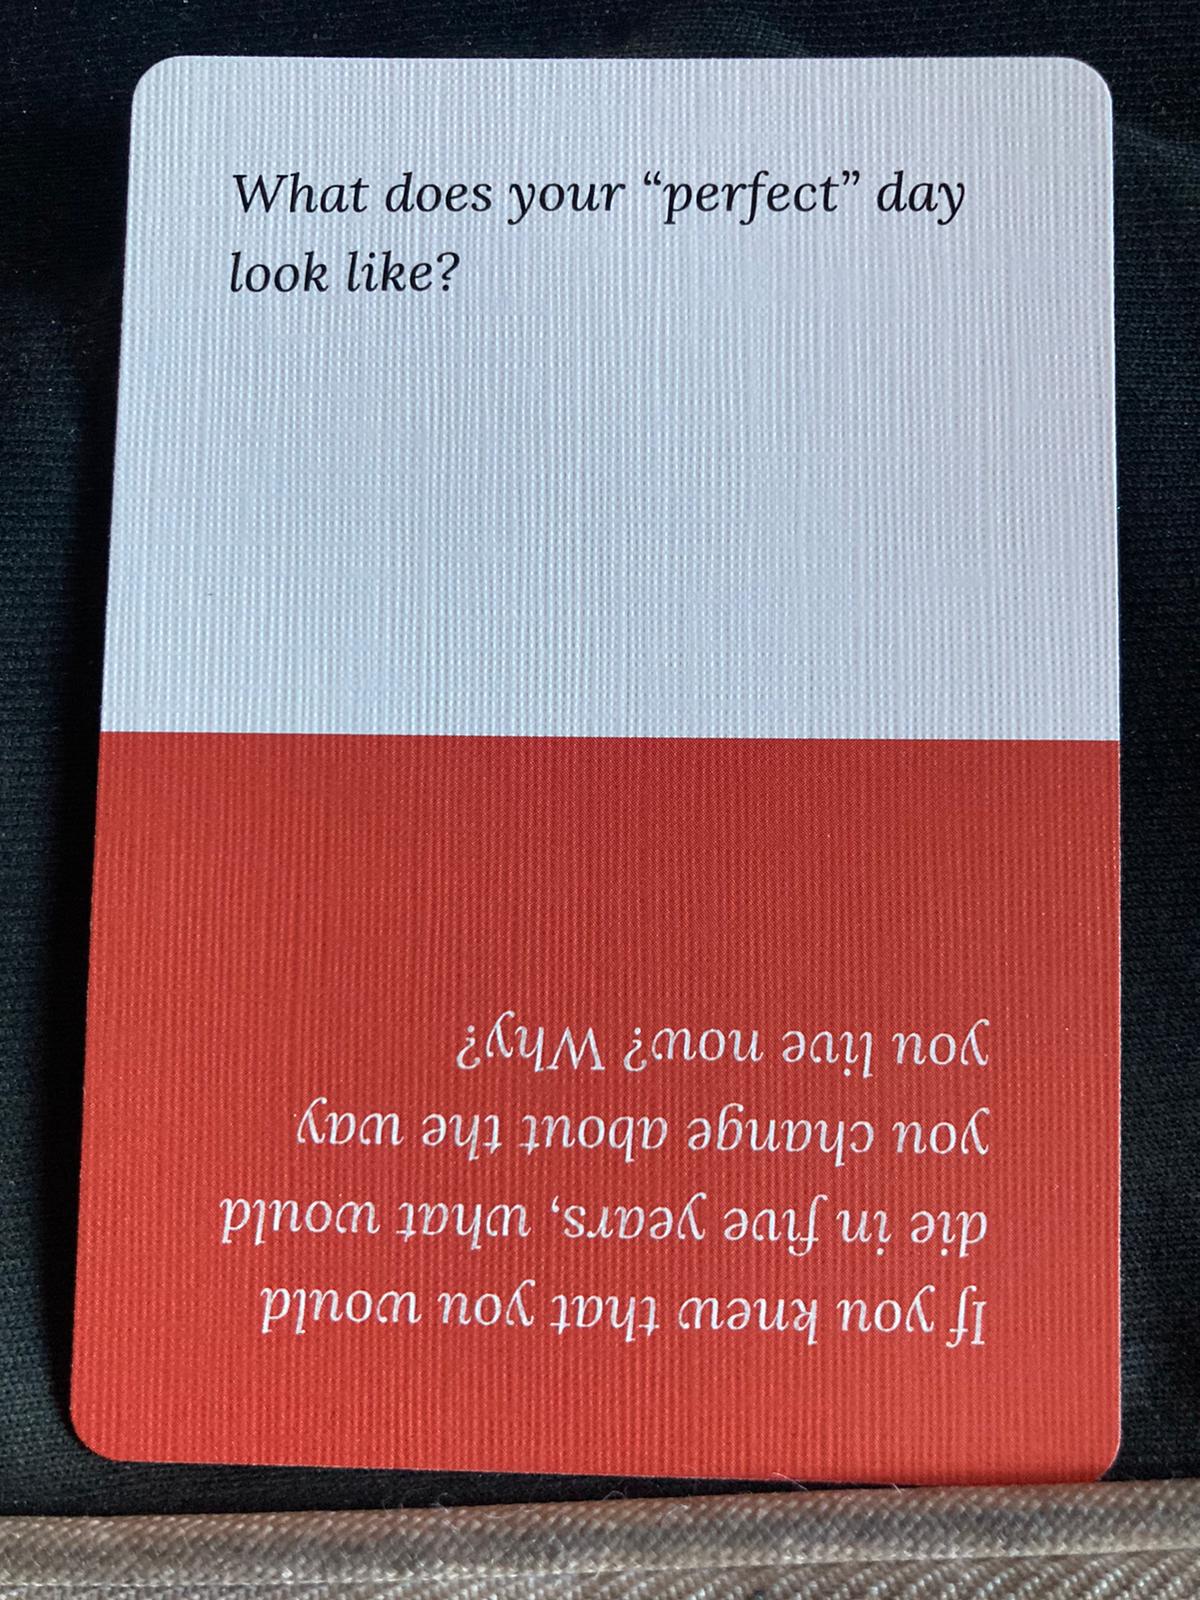 What does your “perfect” day
look like?
If you knew that you would
die in five years, what would
you change about the way
you live now? Why?